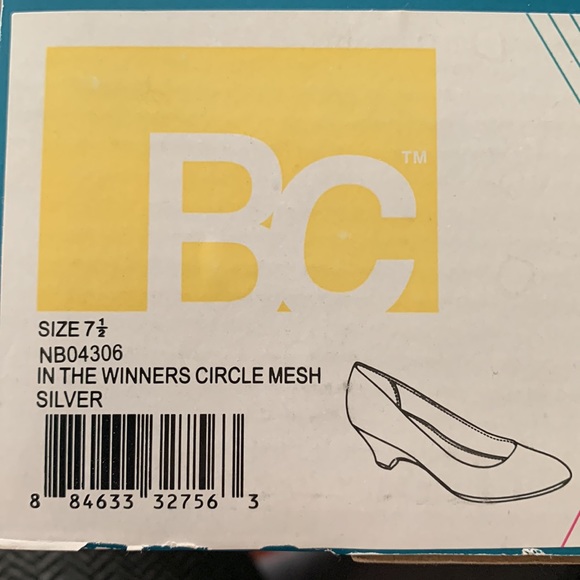 BC™
SIZE 7½
NB04306
IN THE WINNERS CIRCLE MESH
SILVER
8 84633 32756 3